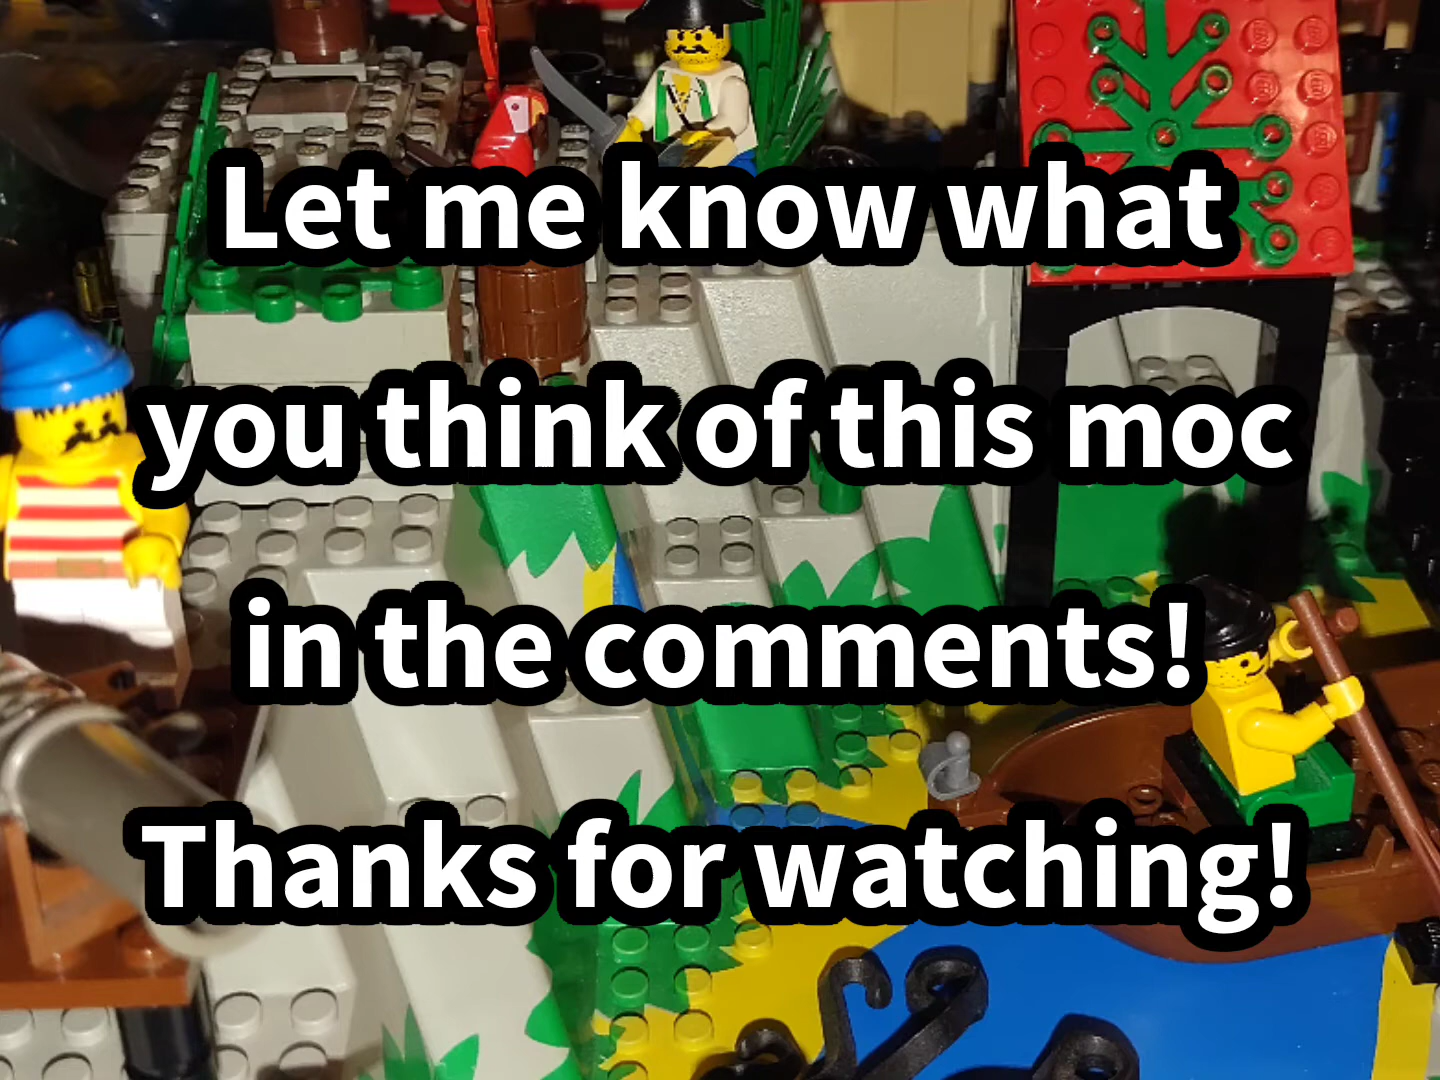 Let me know what
you think of this moc
in the comments!
Thanks for watching!